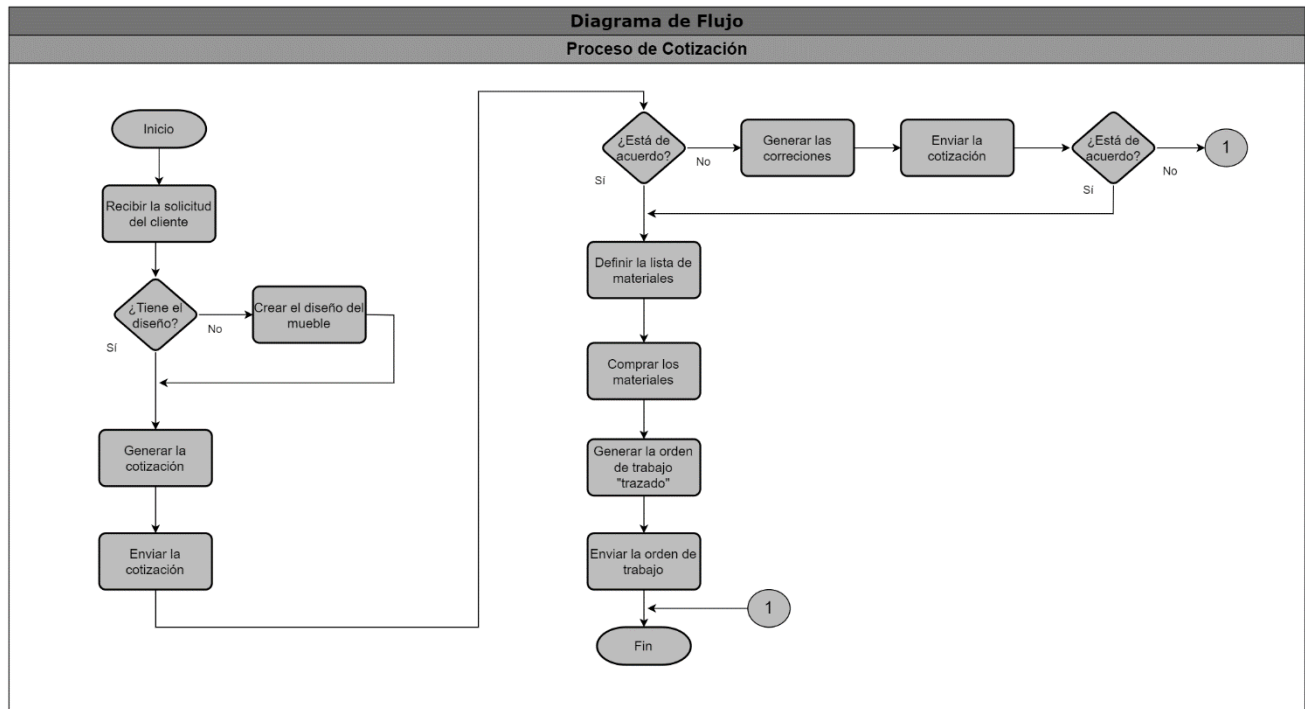 Diagrama de Flujo
Proceso de Cotización
Inicio
Recibir la solicitud
del cliente
¿Tiene el
diseño?
No
Sí
Crear el diseño del
mueble
Generar la
cotización
Enviar la
cotización
¿Está de
acuerdo?
No
Sí
Generar las
correciones
Enviar la
cotización
¿Está de
acuerdo?
No
Sí
1
Definir la lista de
materiales
Comprar los
materiales
Generar la orden
de trabajo
"trazado"
Enviar la orden de
trabajo
1
Fin